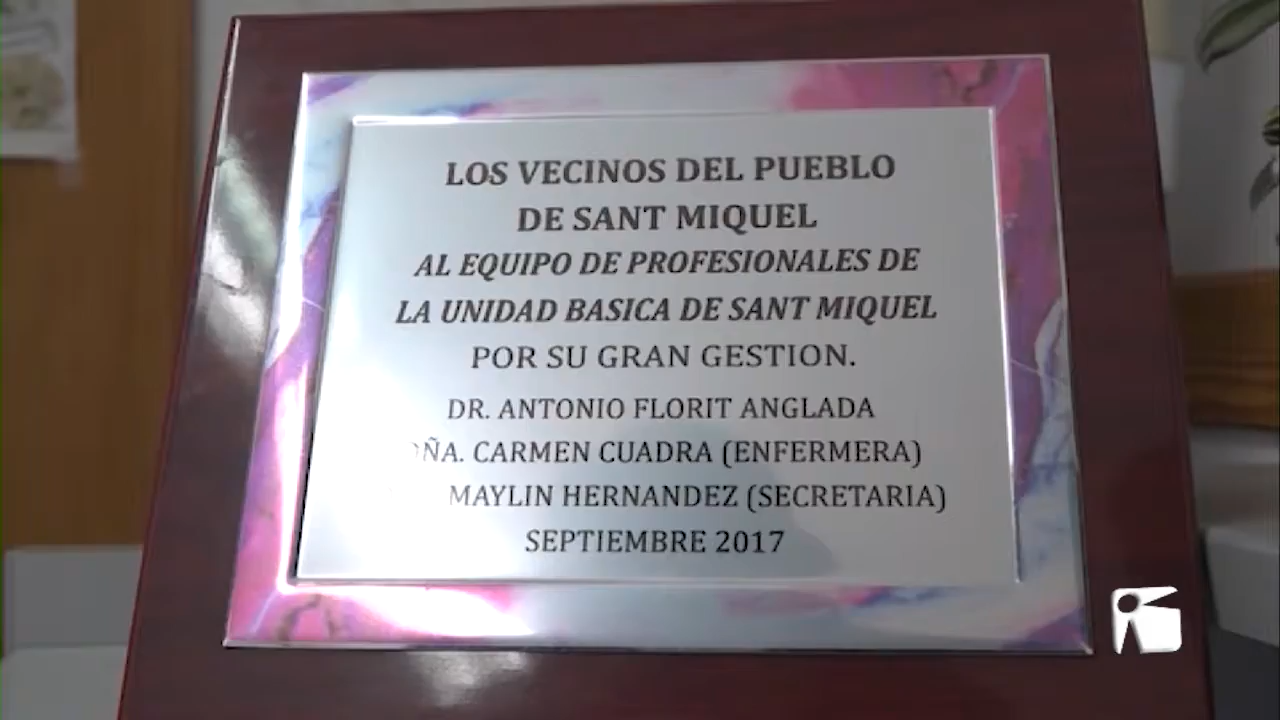 LOS VECINOS DEL PUEBLO
DE SANT MIQUEL
AL EQUIPO DE PROFESIONALES DE
LA UNIDAD BASICA DE SANT MIQUEL
POR SU GRAN GESTION.
DR. ANTONIO FLORIT ANGLADA
CARMEN CUADRA (ENFERMERA)
MAYLIN HERNANDEZ (SECRETARIA)
SEPTIEMBRE 2017